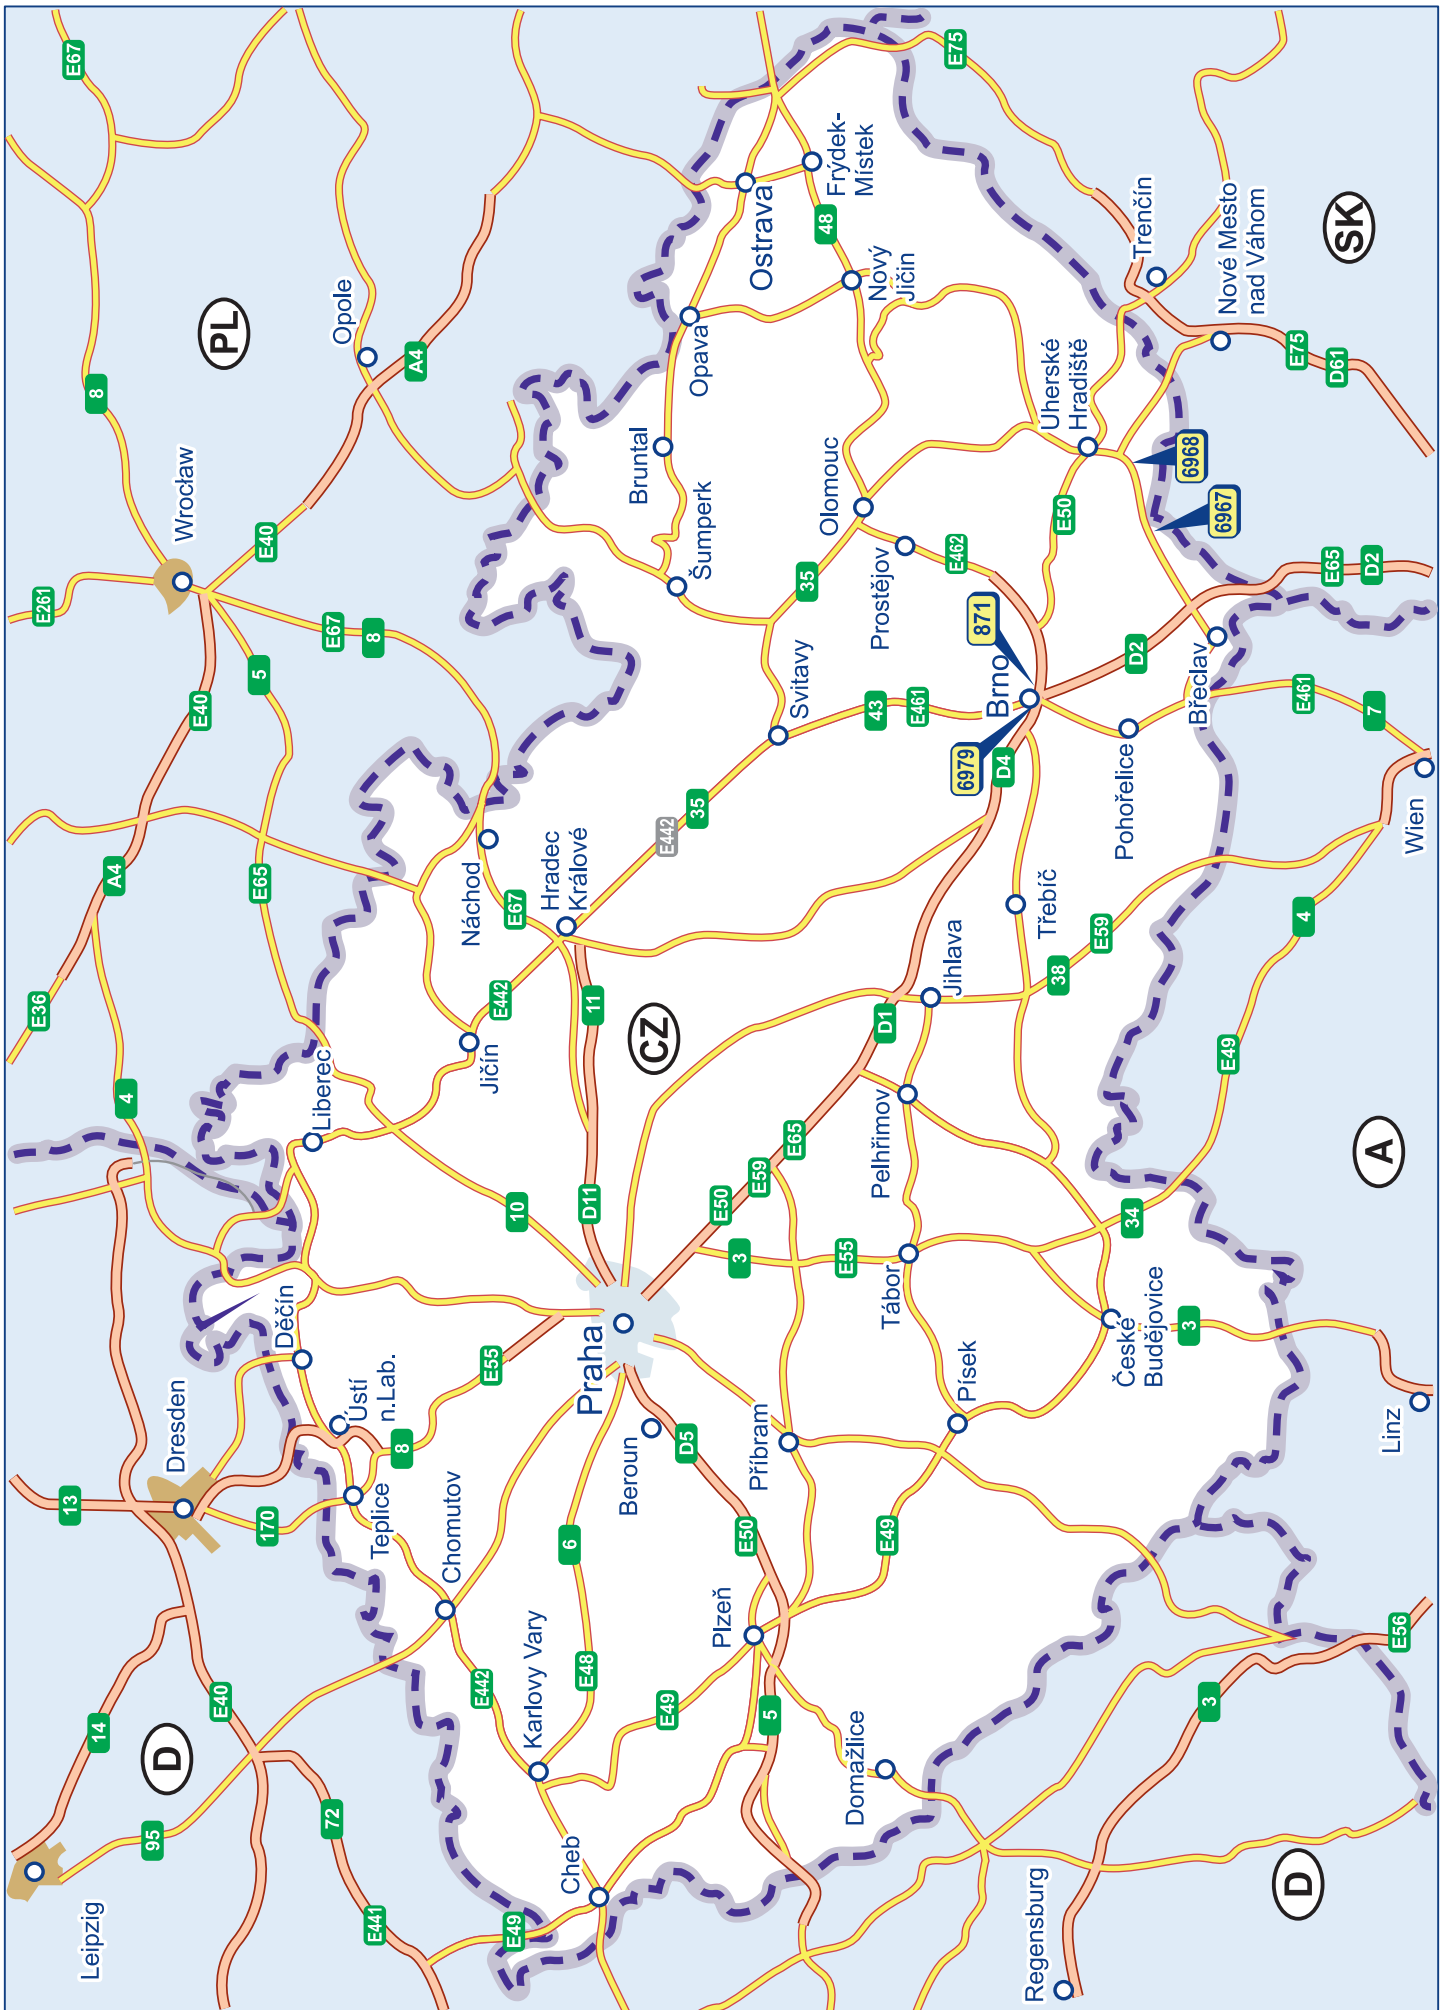 Leipzig
95
14
D
72
E441
E40
E49
Dresden
13
170
4
E36
A4
E40
E65
5
E261
Wrocław
E67
8
E40
8
PL
Opole
A4
E67
Cheb
Karlovy Vary
E442
E48
6
Chomutov
Teplice
Ústí
n.Lab.
Děčín
8
E55
Liberec
10
Jičín
E442
Náchod
E67
Hradec
Králové
11
D11
E442
35
CZ
Praha
Beroun
D5
E50
Plzeň
E49
5
Domažlice
Příbram
E49
Písek
Tábor
3
E55
E50
E59
E65
D1
Pelhřimov
Jihlava
Třebíč
38
E59
České
Budějovice
3
34
E49
4
Svitavy
43
E461
35
Šumperk
Bruntal
Opava
Ostrava
Frýdek-
Místek
48
Nový
Jičín
Olomouc
Prostějov
E462
Brno
871
6979
D4
E50
Uherské
Hradiště
6968
6967
D2
Břeclav
Pohořelice
E461
7
Wien
E65
D2
Trenčín
Nové Mesto
nad Váhom
E75
E75
D61
SK
A
Linz
E56
3
D
Regensburg